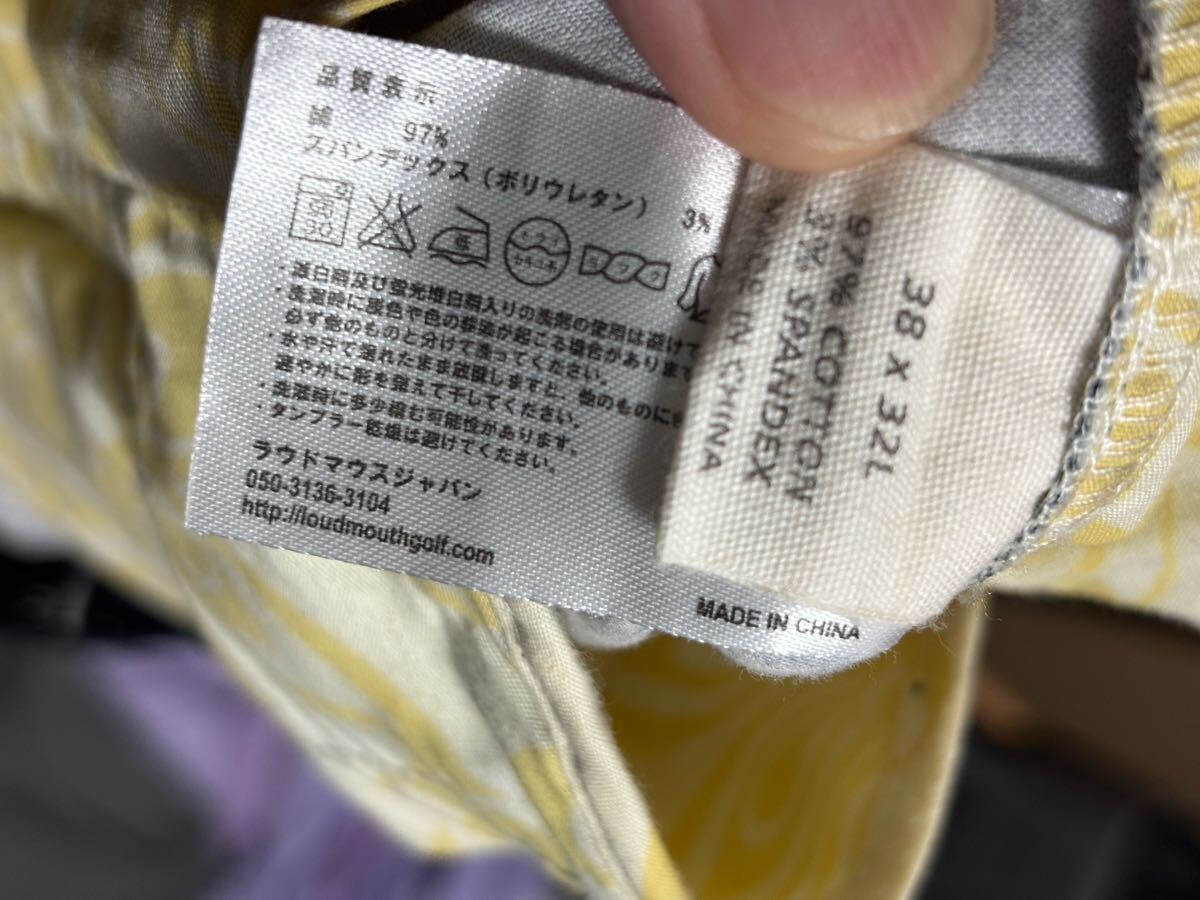 品質表示
綿 97%
スパンデックス(ポリウレタン) 3%
30
・蛍白剤及び蛍光増白剤入りの洗剤の使用は避けて
・洗濯時に脱色や色の移染が起こる場合があります
必ず他のものと分けて洗ってください。
・水や汗で濡れたまま放置しますと、他のものに
速やかに形を整えて干してください。
・洗濯時に多少縮む可能性があります。
・タンブラー乾燥は避けてください。
ラウドマウスジャパン
050-3136-3104
http://loudmouthgolf.com
MADE IN CHINA
38 x 32L
97% COTTON
3% SPANDEX
MADE IN CHINA